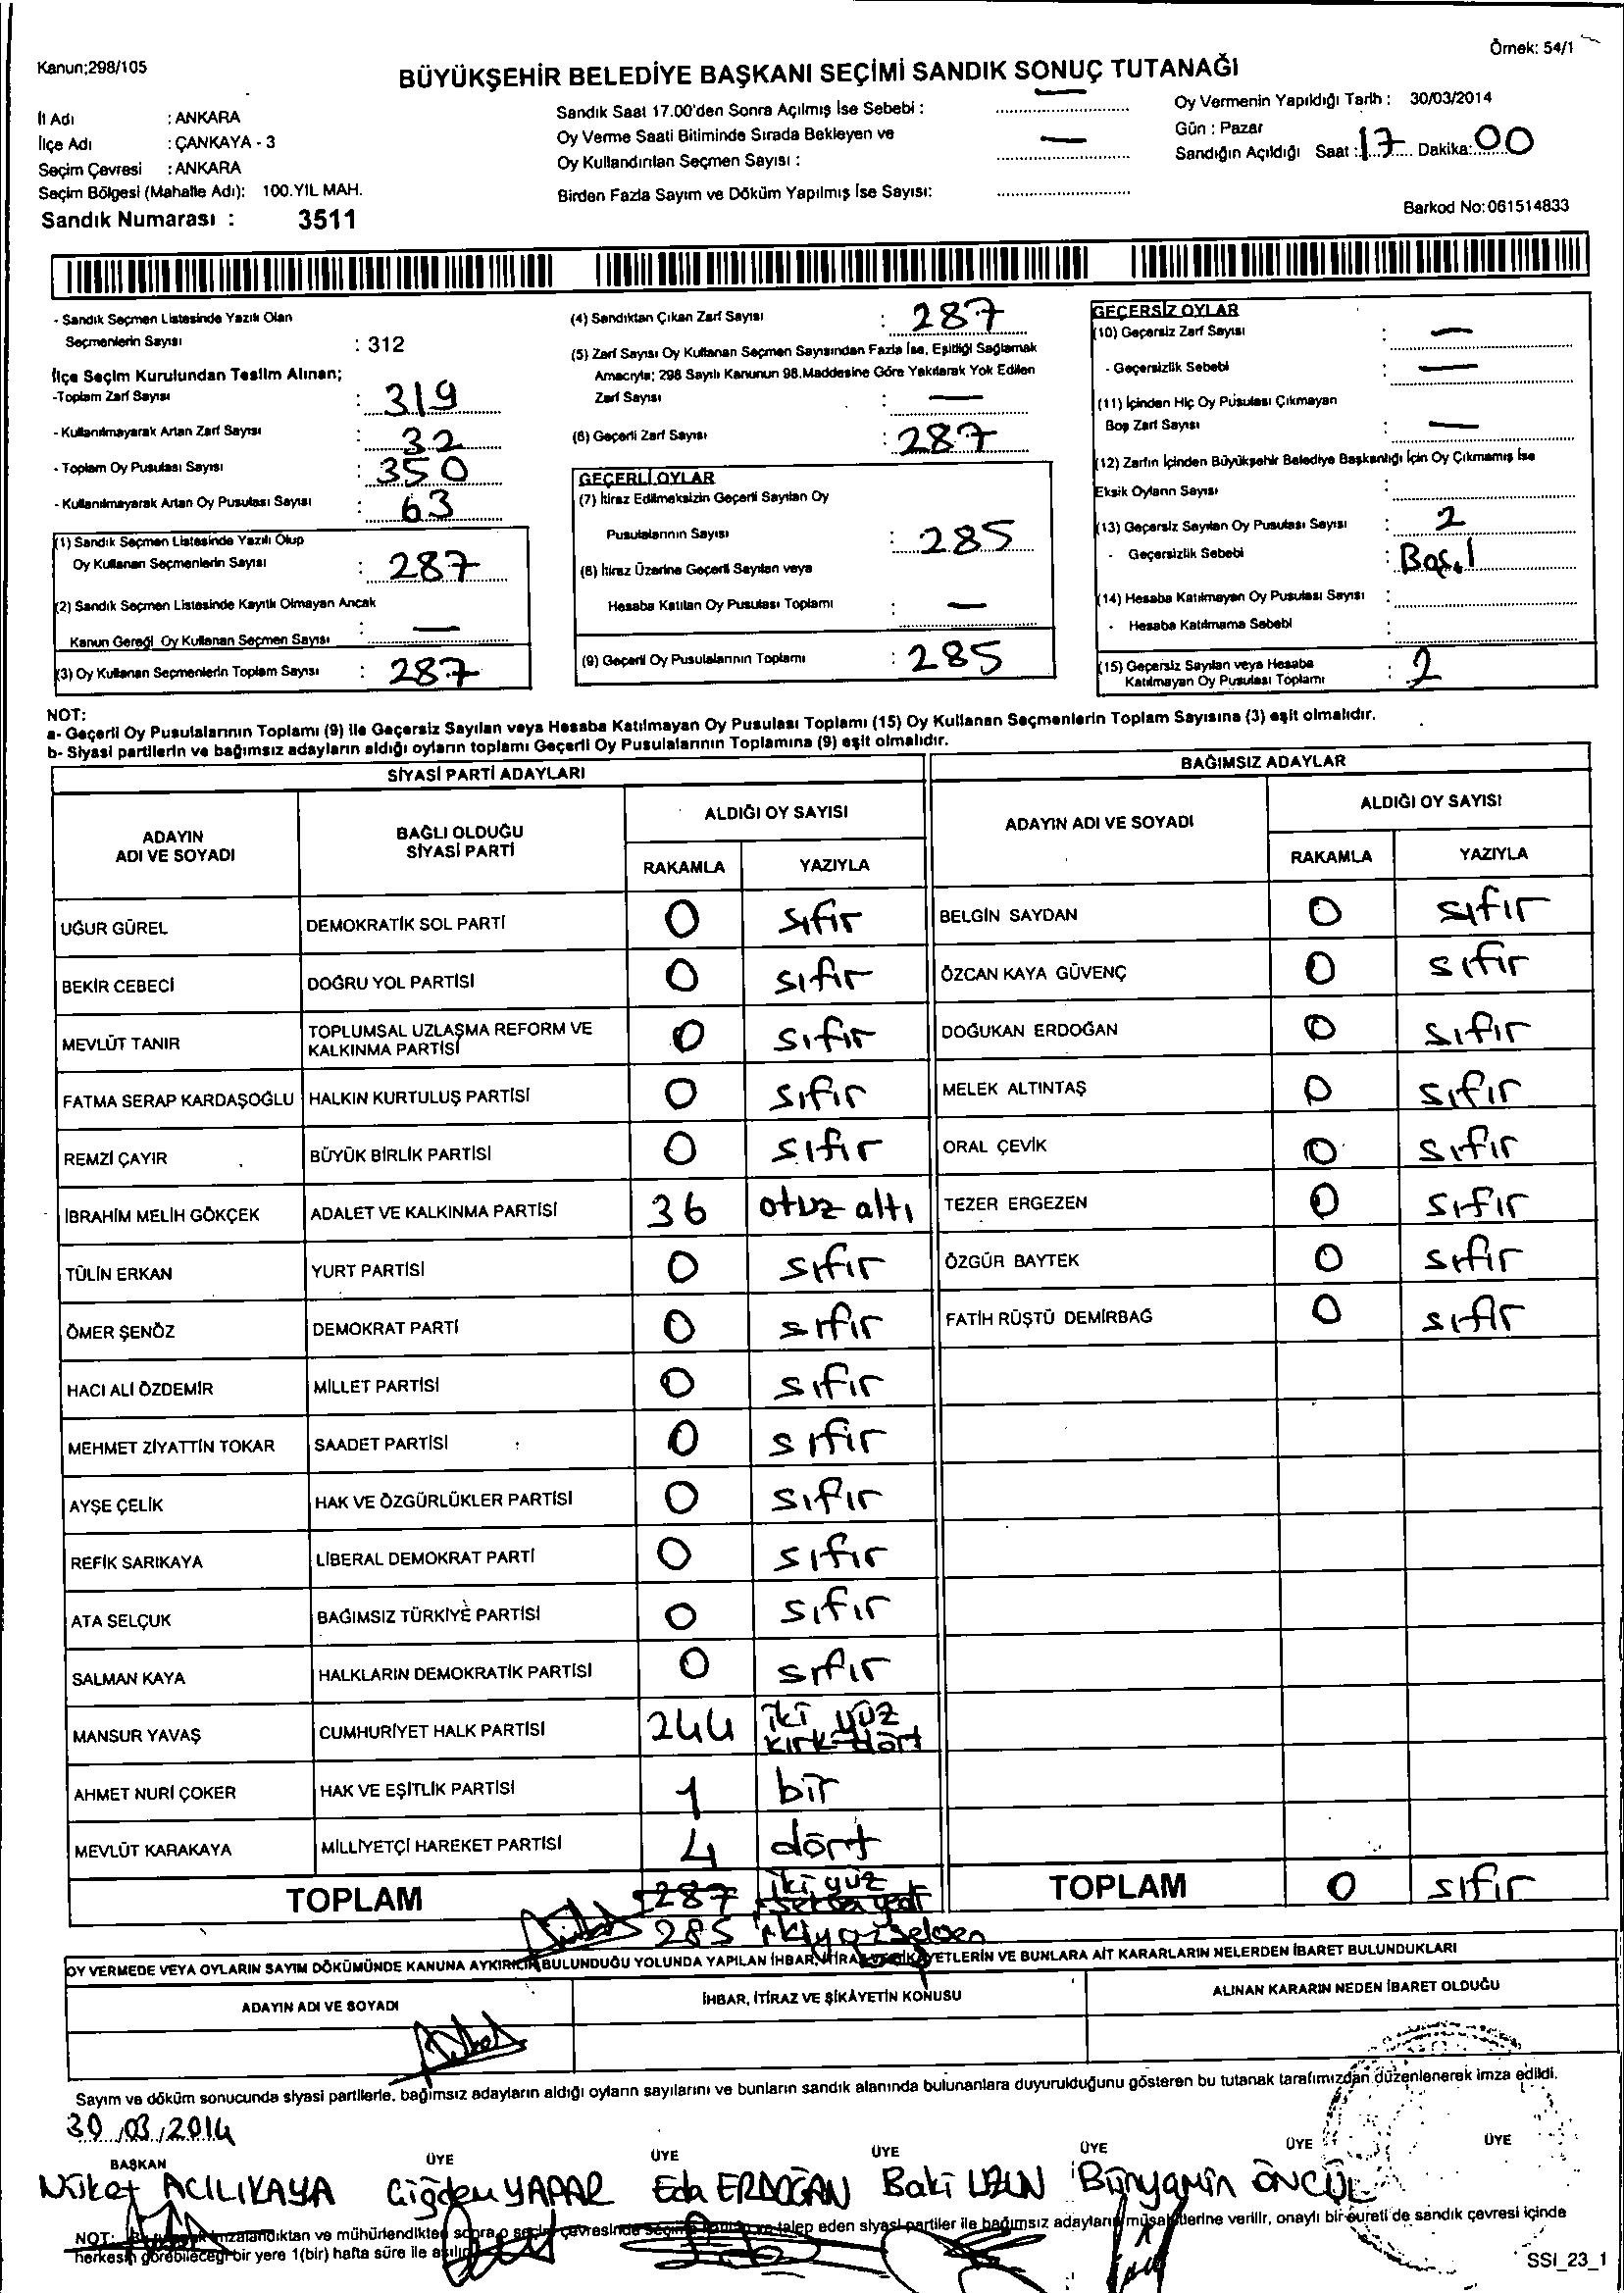 Kanun;298/105
Örnek: 54/1
BÜYÜKŞEHİR BELEDİYE BAŞKANI SEÇİMİ SANDIK SONUÇ TUTANAĞI
İl Adı : ANKARA
İlçe Adı : ÇANKAYA - 3
Seçim Çevresi : ANKARA
Seçim Bölgesi (Mahalle Adı): 100.YIL MAH.
Sandık Numarası : 3511
Sandık Saat 17.00'den Sonra Açılmış İse Sebebi : —
Oy Verme Saati Bitiminde Sırada Bekleyen ve
Oy Kullandırılan Seçmen Sayısı : —
Birden Fazla Sayım ve Döküm Yapılmış İse Sayısı:
Oy Vermenin Yapıldığı Tarih : 30/03/2014
Gün : Pazar
Sandığın Açıldığı Saat : 17 Dakika: 00
Barkod No:061514833
- Sandık Seçmen Listesinde Yazılı Olan
Seçmenlerin Sayısı : 312
İlçe Seçim Kurulundan Teslim Alınan;
-Toplam Zarf Sayısı : 319
- Kullanılmayarak Artan Zarf Sayısı : 32
- Toplam Oy Pusulası Sayısı : 350
- Kullanılmayarak Artan Oy Pusulası Sayısı : 63
(1) Sandık Seçmen Listesinde Yazılı Olup
Oy Kullanan Seçmenlerin Sayısı : 287
(2) Sandık Seçmen Listesinde Kayıtlı Olmayan Ancak
Kanun Gereği Oy Kullanan Seçmen Sayısı : —
(3) Oy Kullanan Seçmenlerin Toplam Sayısı : 287
(4) Sandıktan Çıkan Zarf Sayısı : 287
(5) Zarf Sayısı Oy Kullanan Seçmen Sayısından Fazla İse, Eşitliği Sağlamak
Amacıyla; 298 Sayılı Kanunun 98.Maddesine Göre Yakılarak Yok Edilen
Zarf Sayısı : —
(6) Geçerli Zarf Sayısı : 287
GEÇERLİ OYLAR
(7) İtiraz Edilmeksizin Geçerli Sayılan Oy
Pusulalarının Sayısı : 285
(8) İtiraz Üzerine Geçerli Sayılan veya
Hesaba Katılan Oy Pusulası Toplamı : —
(9) Geçerli Oy Pusulalarının Toplamı : 285
GEÇERSİZ OYLAR
(10) Geçersiz Zarf Sayısı : —
- Geçersizlik Sebebi : —
(11) İçinden Hiç Oy Pusulası Çıkmayan
Boş Zarf Sayısı : —
(12) Zarfın İçinden Büyükşehir Belediye Başkanlığı İçin Oy Çıkmamış İse
Eksik Oyların Sayısı :
(13) Geçersiz Sayılan Oy Pusulası Sayısı : 2
- Geçersizlik Sebebi :
(14) Hesaba Katılmayan Oy Pusulası Sayısı :
- Hesaba Katılmama Sebebi :
(15) Geçersiz Sayılan veya Hesaba
Katılmayan Oy Pusulası Toplamı : 2
NOT:
a- Geçerli Oy Pusulalarının Toplamı (9) ile Geçersiz Sayılan veya Hesaba Katılmayan Oy Pusulası Toplamı (15) Oy Kullanan Seçmenlerin Toplam Sayısına (3) eşit olmalıdır.
b- Siyasi partilerin ve bağımsız adayların aldığı oyların toplamı Geçerli Oy Pusulalarının Toplamına (9) eşit olmalıdır.
SİYASİ PARTİ ADAYLARI
ADAYIN ADI VE SOYADI
BAĞLI OLDUĞU SİYASİ PARTİ
ALDIĞI OY SAYISI
RAKAMLA YAZIYLA
UĞUR GÜREL DEMOKRATİK SOL PARTİ 0 sıfır
BEKİR CEBECİ DOĞRU YOL PARTİSİ 0 sıfır
MEVLÜT TANIR TOPLUMSAL UZLAŞMA REFORM VE KALKINMA PARTİSİ 0 sıfır
FATMA SERAP KARDAŞOĞLU HALKIN KURTULUŞ PARTİSİ 0 sıfır
REMZİ ÇAYIR BÜYÜK BİRLİK PARTİSİ 0 sıfır
İBRAHİM MELİH GÖKÇEK ADALET VE KALKINMA PARTİSİ 36 otuz altı
TÜLİN ERKAN YURT PARTİSİ 0 sıfır
ÖMER ŞENÖZ DEMOKRAT PARTİ 0 sıfır
HACI ALİ ÖZDEMİR MİLLET PARTİSİ 0 sıfır
MEHMET ZİYATTİN TOKAR SAADET PARTİSİ 0 sıfır
AYŞE ÇELİK HAK VE ÖZGÜRLÜKLER PARTİSİ 0 sıfır
REFİK SARIKAYA LİBERAL DEMOKRAT PARTİ 0 sıfır
ATA SELÇUK BAĞIMSIZ TÜRKİYE PARTİSİ 0 sıfır
SALMAN KAYA HALKLARIN DEMOKRATİK PARTİSİ 0 sıfır
MANSUR YAVAŞ CUMHURİYET HALK PARTİSİ 244 iki yüz kırk dört
AHMET NURİ ÇOKER HAK VE EŞİTLİK PARTİSİ 1 bir
MEVLÜT KARAKAYA MİLLİYETÇİ HAREKET PARTİSİ 4 dört
TOPLAM 287 iki yüz seksen yedi
285
BAĞIMSIZ ADAYLAR
ADAYIN ADI VE SOYADI
ALDIĞI OY SAYISI
RAKAMLA YAZIYLA
BELGİN SAYDAN 0 sıfır
ÖZCAN KAYA GÜVENÇ 0 sıfır
DOĞUKAN ERDOĞAN 0 sıfır
MELEK ALTINTAŞ 0 sıfır
ORAL ÇEVİK 0 sıfır
TEZER ERGEZEN 0 sıfır
ÖZGÜR BAYTEK 0 sıfır
FATİH RÜŞTÜ DEMİRBAĞ 0 sıfır
TOPLAM 0 sıfır
OY VERMEDE VEYA OYLARIN SAYIM DÖKÜMÜNDE KANUNA AYKIRILIK BULUNDUĞU YOLUNDA YAPILAN İHBAR, İTİRAZ VE ŞİKAYETLERİN VE BUNLARA AİT KARARLARIN NELERDEN İBARET BULUNDUKLARI
ADAYIN ADI VE SOYADI
İHBAR, İTİRAZ VE ŞİKÂYETİN KONUSU
ALINAN KARARIN NEDEN İBARET OLDUĞU
Sayım ve döküm sonucunda siyasi partilerle, bağımsız adayların aldığı oyların sayılarını ve bunların sandık alanında bulunanlara duyurulduğunu gösteren bu tutanak tarafımızdan düzenlenerek imza edildi.
30/03/2014
BAŞKAN ÜYE ÜYE ÜYE ÜYE ÜYE ÜYE
Nüket ACILIKAYA Çiğdem YAPAR Eda ERDOĞAN Baki UZUN Bünyamin ÖNCÜL
NOT: Bu tutanak imzalandıktan ve mühürlendikten sonra o seçim çevresinde seçime katılan ve talep eden siyasi partiler ile bağımsız adayların müşahitlerine verilir, onaylı bir sureti de sandık çevresi içinde
herkesin görebileceği bir yere 1(bir) hafta süre ile asılır.
SSI_23_1